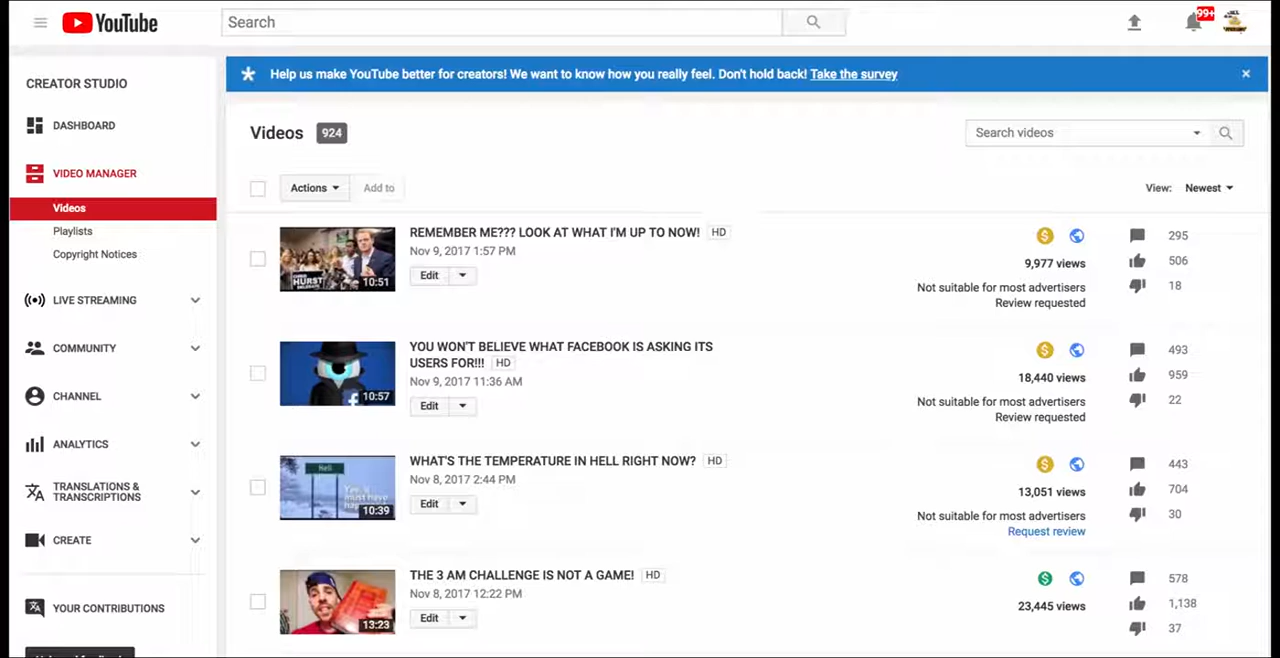 YouTube
Search
99+
CREATOR STUDIO
DASHBOARD
VIDEO MANAGER
Videos
Playlists
Copyright Notices
LIVE STREAMING
COMMUNITY
CHANNEL
ANALYTICS
TRANSLATIONS &
TRANSCRIPTIONS
CREATE
YOUR CONTRIBUTIONS
Help us make YouTube better for creators! We want to know how you really feel. Don't hold back! Take the survey
Videos 924
Search videos
Actions Add to
View: Newest
REMEMBER ME??? LOOK AT WHAT I'M UP TO NOW! HD
Nov 9, 2017 1:57 PM
Edit
HURST
10:51
9,977 views
Not suitable for most advertisers
Review requested
295
506
18
YOU WON'T BELIEVE WHAT FACEBOOK IS ASKING ITS
USERS FOR!!! HD
Nov 9, 2017 11:36 AM
Edit
f
10:57
18,440 views
Not suitable for most advertisers
Review requested
493
959
22
WHAT'S THE TEMPERATURE IN HELL RIGHT NOW? HD
Nov 8, 2017 2:44 PM
Edit
Hell
10:39
13,051 views
Not suitable for most advertisers
Request review
443
704
30
THE 3 AM CHALLENGE IS NOT A GAME! HD
Nov 8, 2017 12:22 PM
Edit
13:23
23,445 views
578
1,138
37